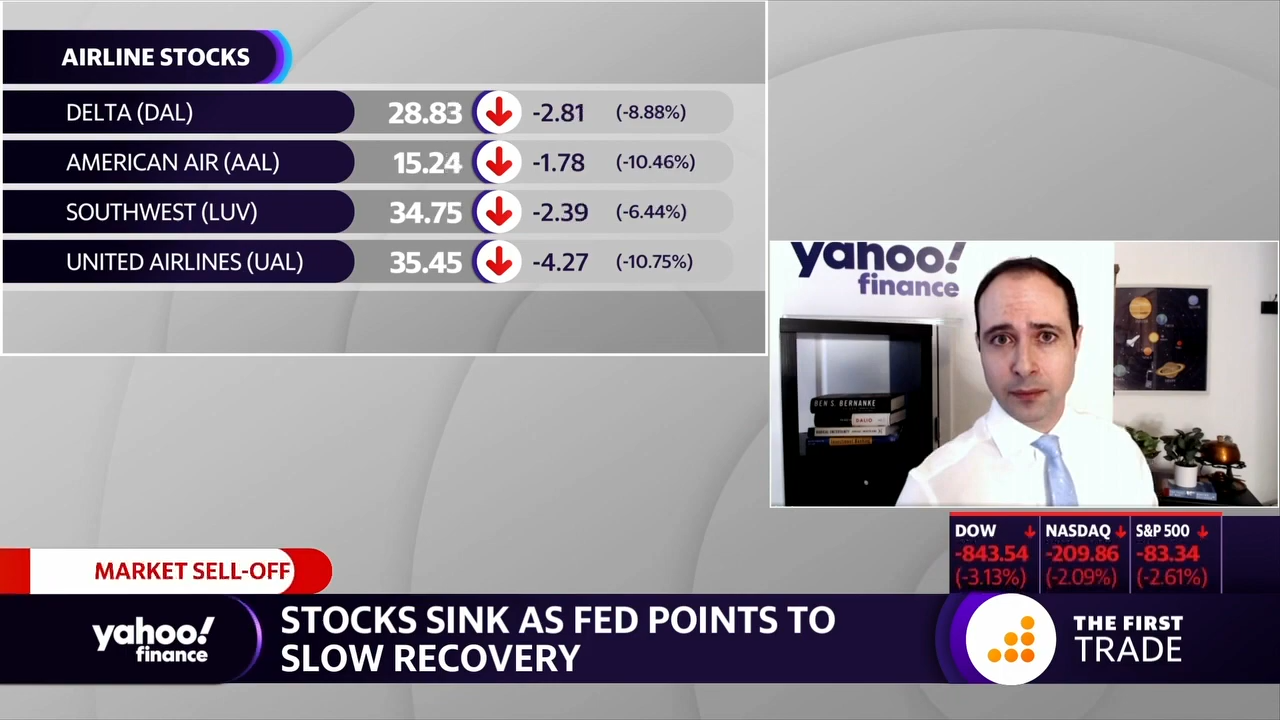 AIRLINE STOCKS
DELTA (DAL) 28.83 -2.81 (-8.88%)
AMERICAN AIR (AAL) 15.24 -1.78 (-10.46%)
SOUTHWEST (LUV) 34.75 -2.39 (-6.44%)
UNITED AIRLINES (UAL) 35.45 -4.27 (-10.75%)
yahoo!
finance
BEN S. BERNANKE
DOW NASDAQ S&P 500
-843.54 -209.86 -83.34
(-3.13%) (-2.09%) (-2.61%)
MARKET SELL-OFF
yahoo!
finance
STOCKS SINK AS FED POINTS TO
SLOW RECOVERY
THE FIRST
TRADE